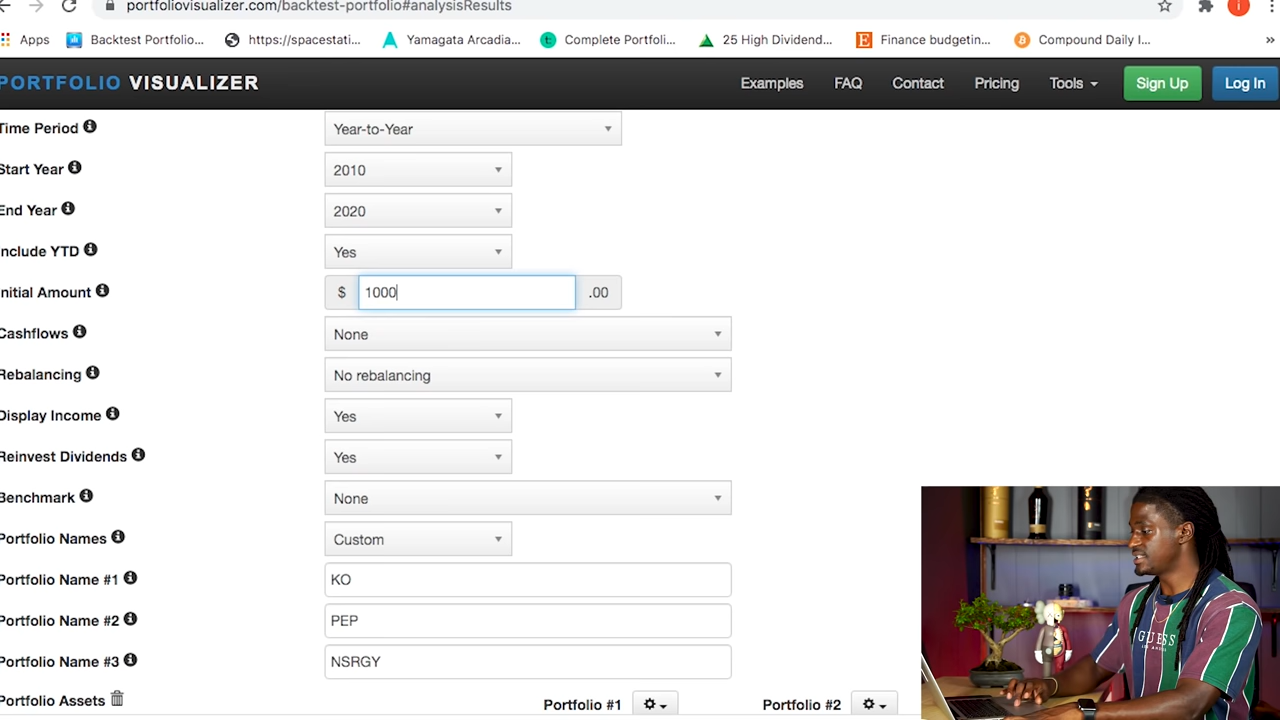 portfoliovisualizer.com/backtest-portfolio#analysisResults
Apps Backtest Portfolio... https://spacestati... Yamagata Arcadia... Complete Portfoli... 25 High Dividend... Finance budgetin... Compound Daily I... »
PORTFOLIO VISUALIZER Examples FAQ Contact Pricing Tools Sign Up Log In
Time Period Year-to-Year
Start Year 2010
End Year 2020
Include YTD Yes
Initial Amount $ 1000 .00
Cashflows None
Rebalancing No rebalancing
Display Income Yes
Reinvest Dividends Yes
Benchmark None
Portfolio Names Custom
Portfolio Name #1 KO
Portfolio Name #2 PEP
Portfolio Name #3 NSRGY
Portfolio Assets Portfolio #1 Portfolio #2
GUESS
LOS ANGELES